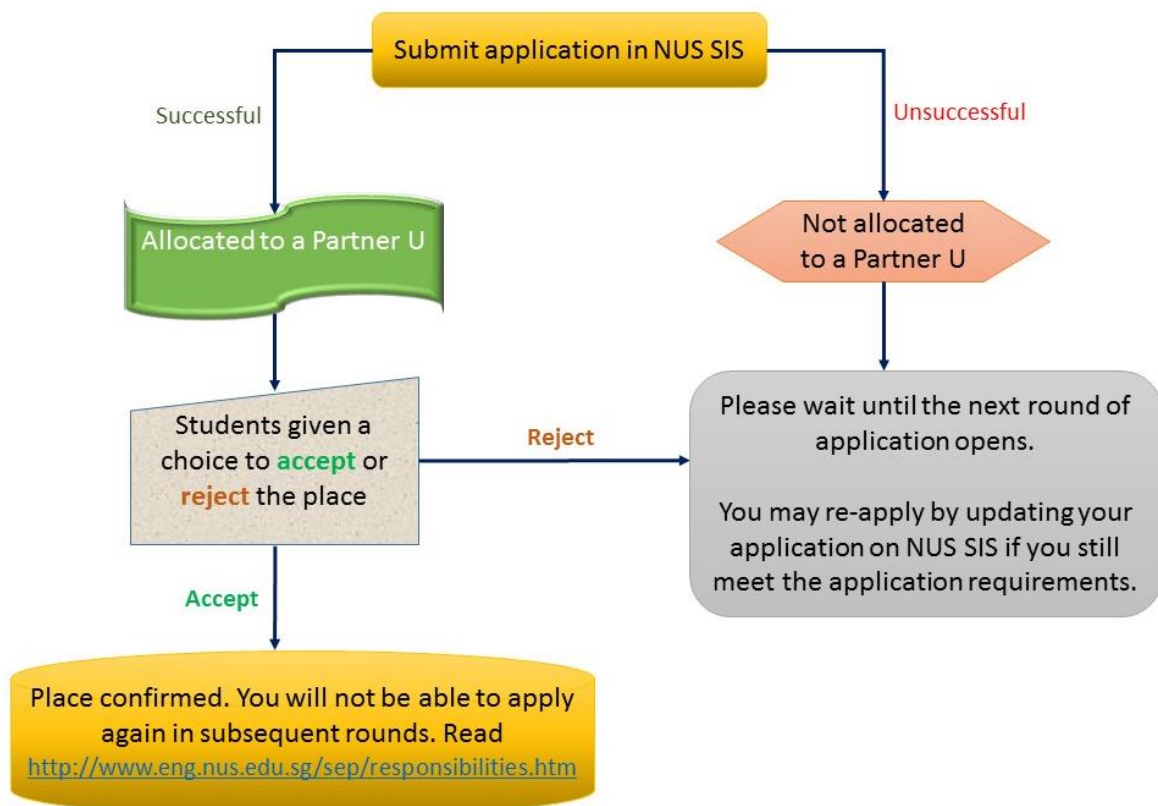 Submit application in NUS SIS
Successful
Unsuccessful
Allocated to a Partner U
Not allocated
to a Partner U
Students given a
choice to accept or
reject the place
Reject
Please wait until the next round of
application opens.
You may re-apply by updating your
application on NUS SIS if you still
meet the application requirements.
Accept
Place confirmed. You will not be able to apply
again in subsequent rounds. Read
http://www.eng.nus.edu.sg/sep/responsibilities.htm